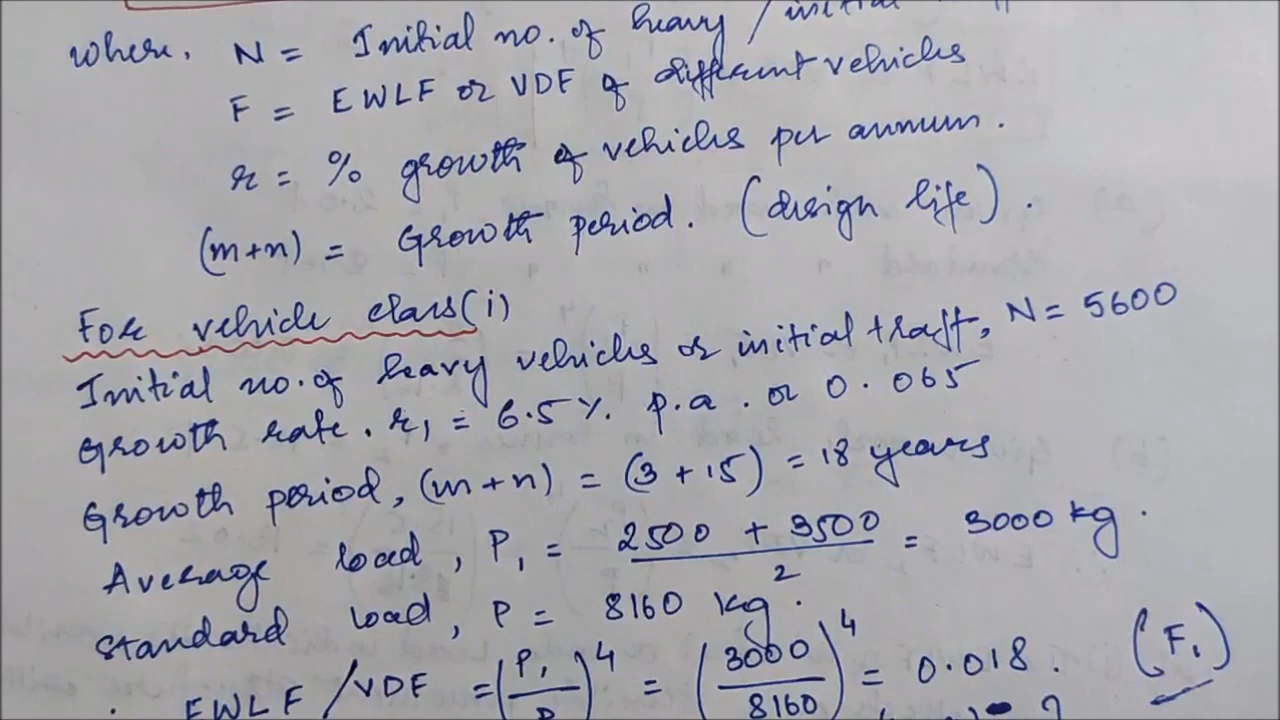 where, N = Initial no. of heavy / initial
F = EWLF or VDF of different vehicles
r = % growth of vehicles per annum.
(m+n) = Growth period. (design life).
For vehicle class(i)
Initial no. of heavy vehicles or initial traff, N = 5600
Growth rate. r₁ = 6.5 %. p.a. or 0.065
Growth period, (m+n) = (3+15) = 18 years
Average load, P₁ = (2500 + 3500)/2 = 3000 kg.
Standard load, P = 8160 kg.
EWLF/VDF = (P₁/P)⁴ = (3000/8160)⁴ = 0.018. (F₁)